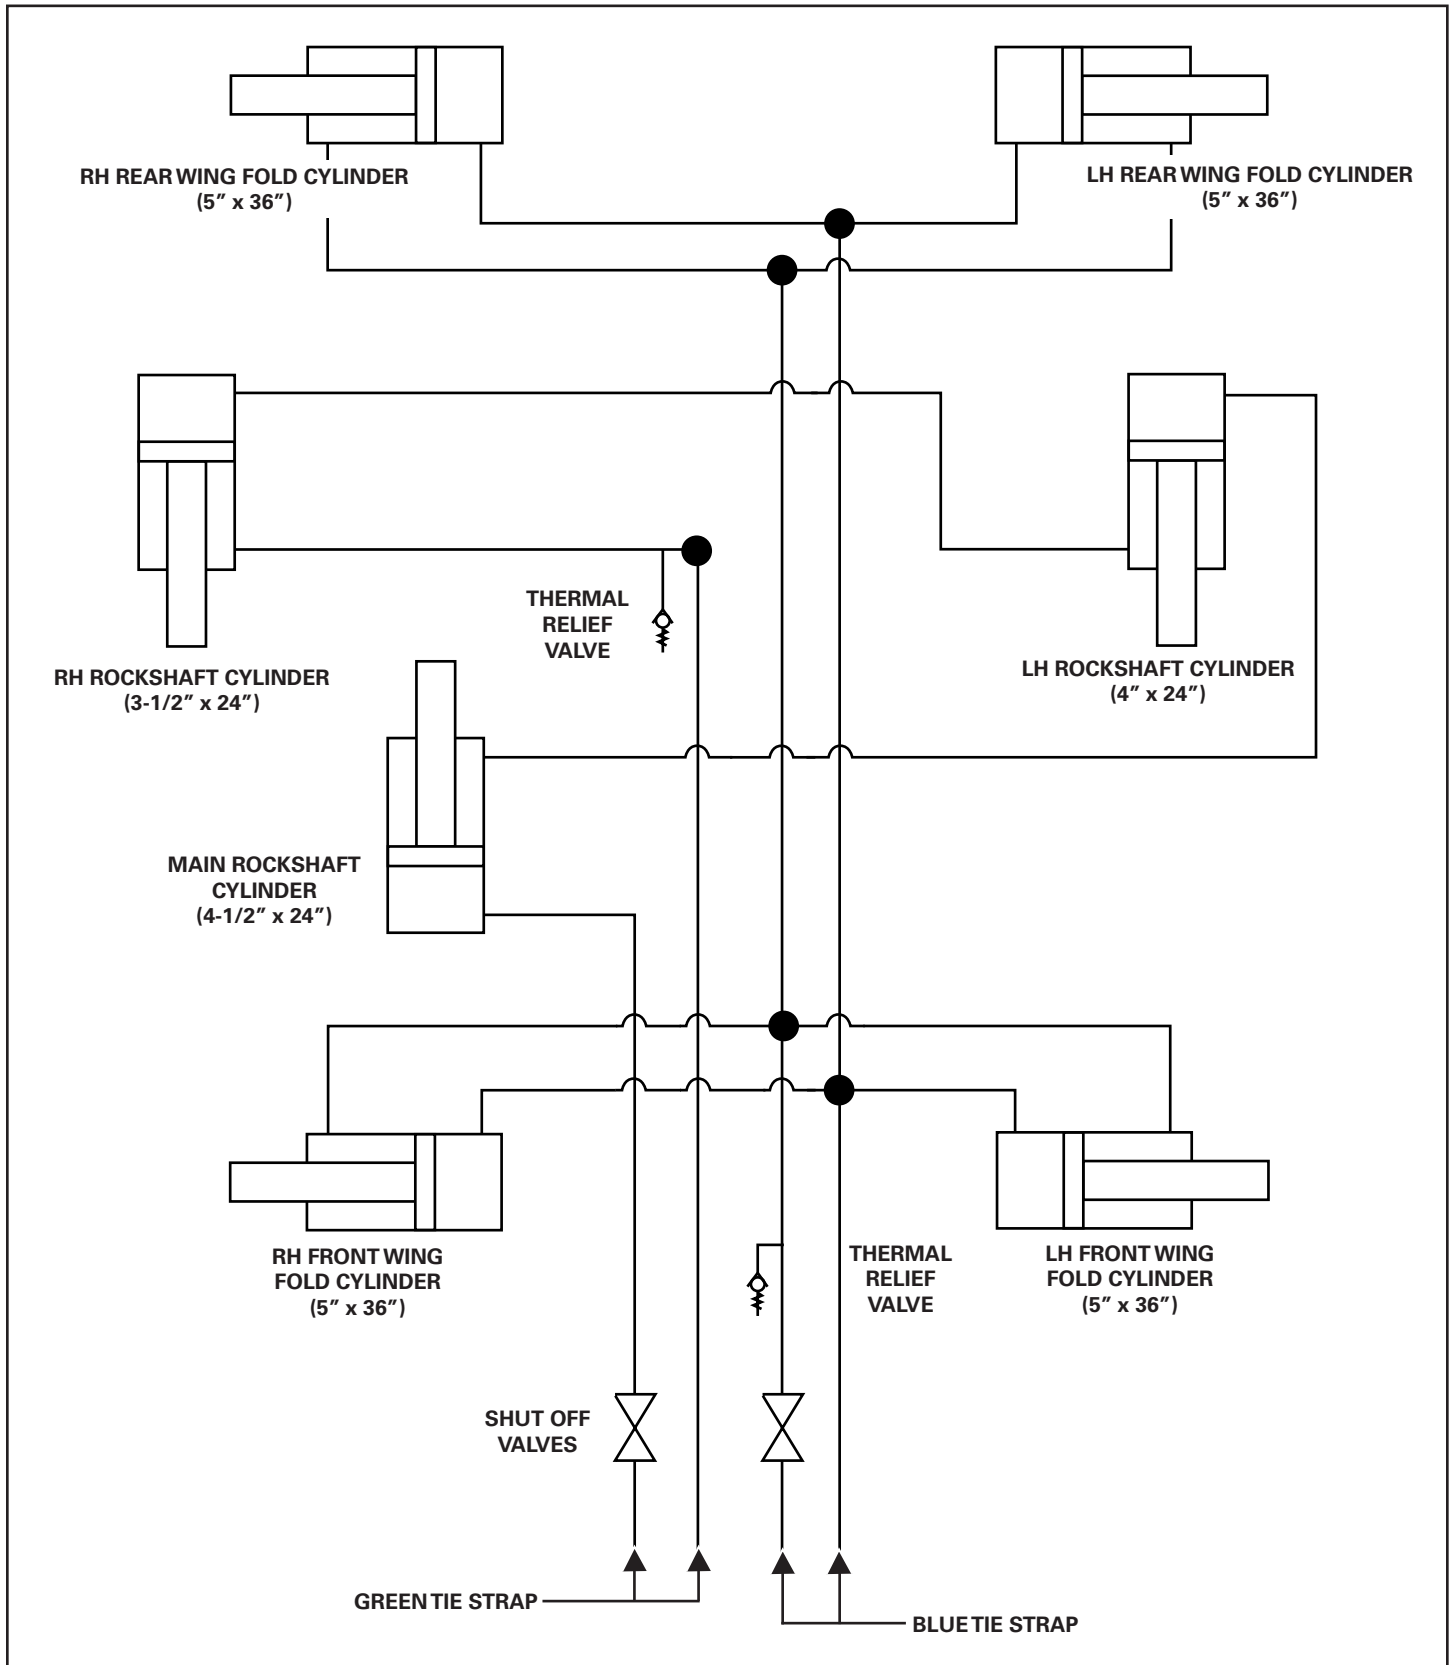 RH REAR WING FOLD CYLINDER
(5” x 36”)
LH REAR WING FOLD CYLINDER
(5” x 36”)
THERMAL
RELIEF
VALVE
RH ROCKSHAFT CYLINDER
(3-1/2” x 24”)
LH ROCKSHAFT CYLINDER
(4” x 24”)
MAIN ROCKSHAFT
CYLINDER
(4-1/2” x 24”)
RH FRONT WING
FOLD CYLINDER
(5” x 36”)
THERMAL
RELIEF
VALVE
LH FRONT WING
FOLD CYLINDER
(5” x 36”)
SHUT OFF
VALVES
GREEN TIE STRAP
BLUE TIE STRAP